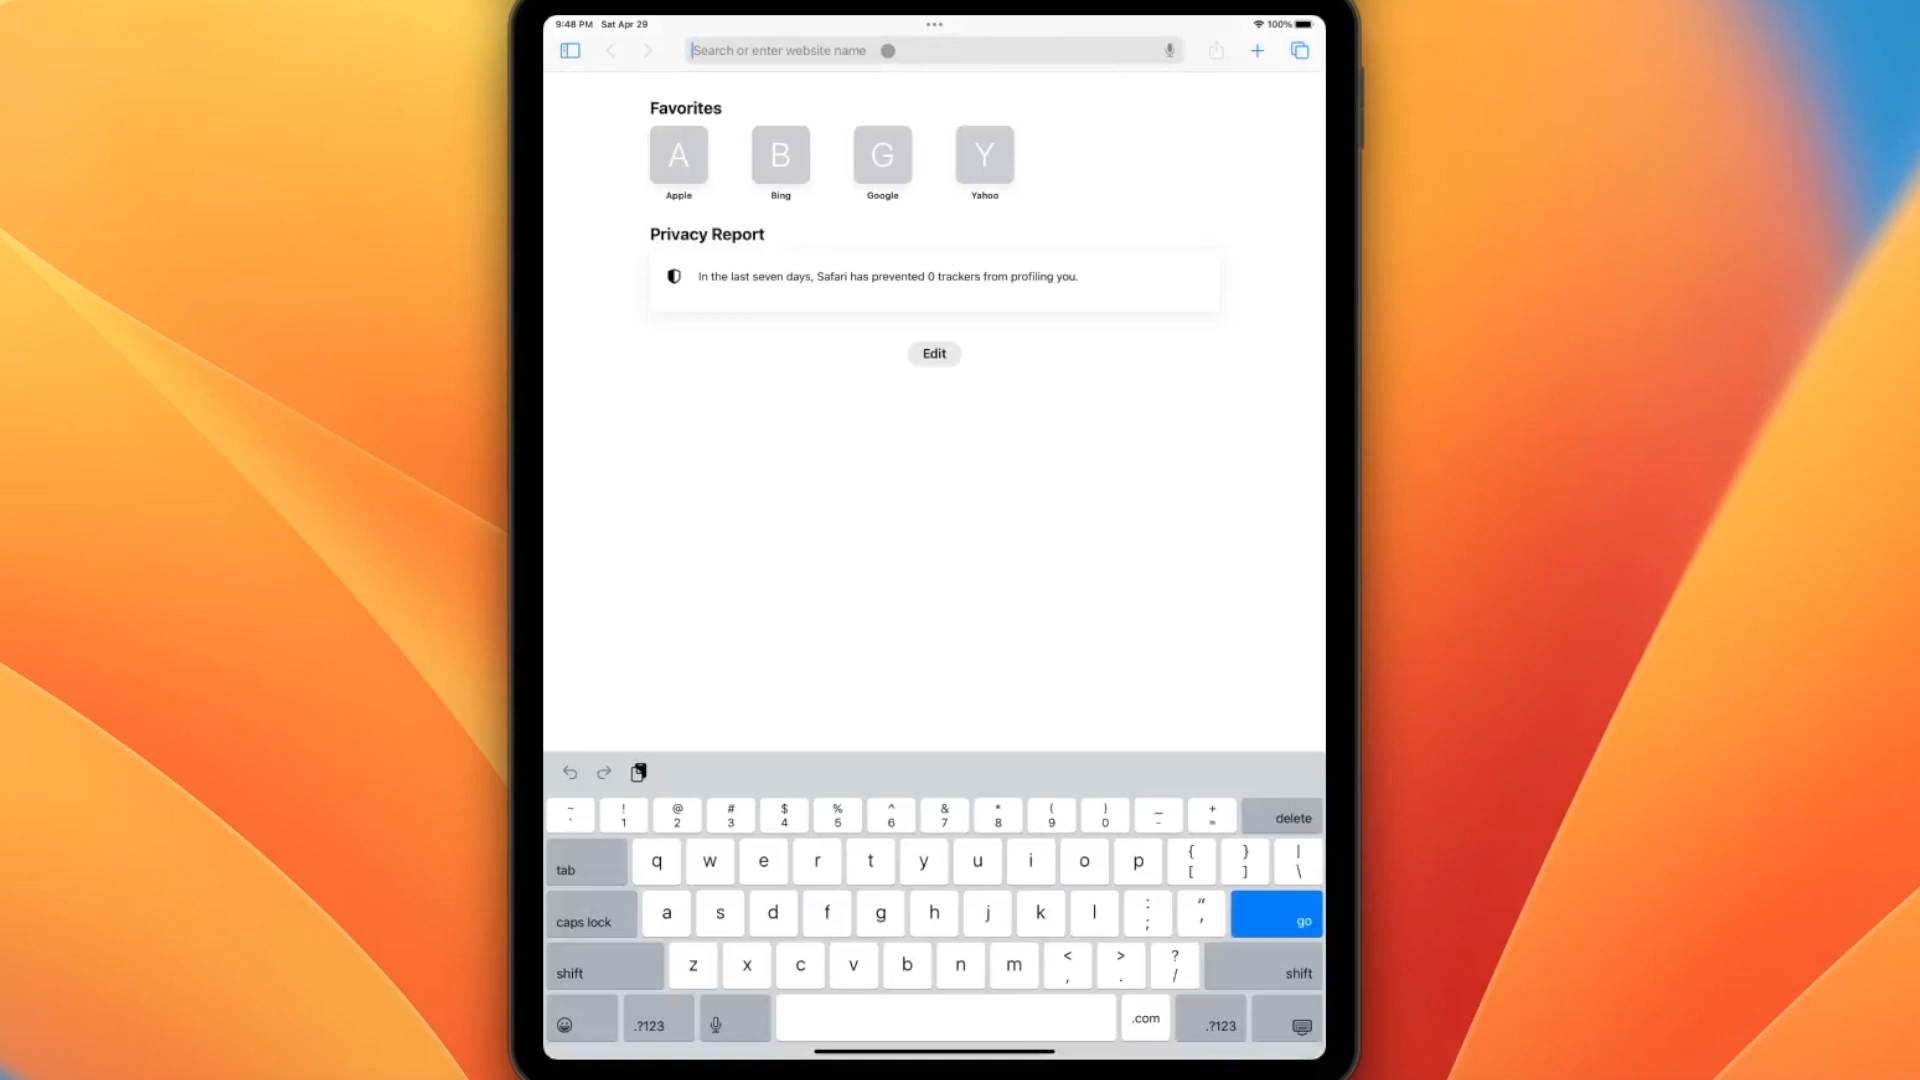 9:48 PM Sat Apr 29
100%
Search or enter website name
Favorites
A B G Y
Apple Bing Google Yahoo
Privacy Report
In the last seven days, Safari has prevented 0 trackers from profiling you.
Edit
~ ! @ # $ % ^ & * ( ) _ +
` 1 2 3 4 5 6 7 8 9 0 - = delete
tab q w e r t y u i o p { [ } ] | \
caps lock a s d f g h j k l : ; " ' go
shift z x c v b n m < , > . ? / shift
.?123 .com .?123